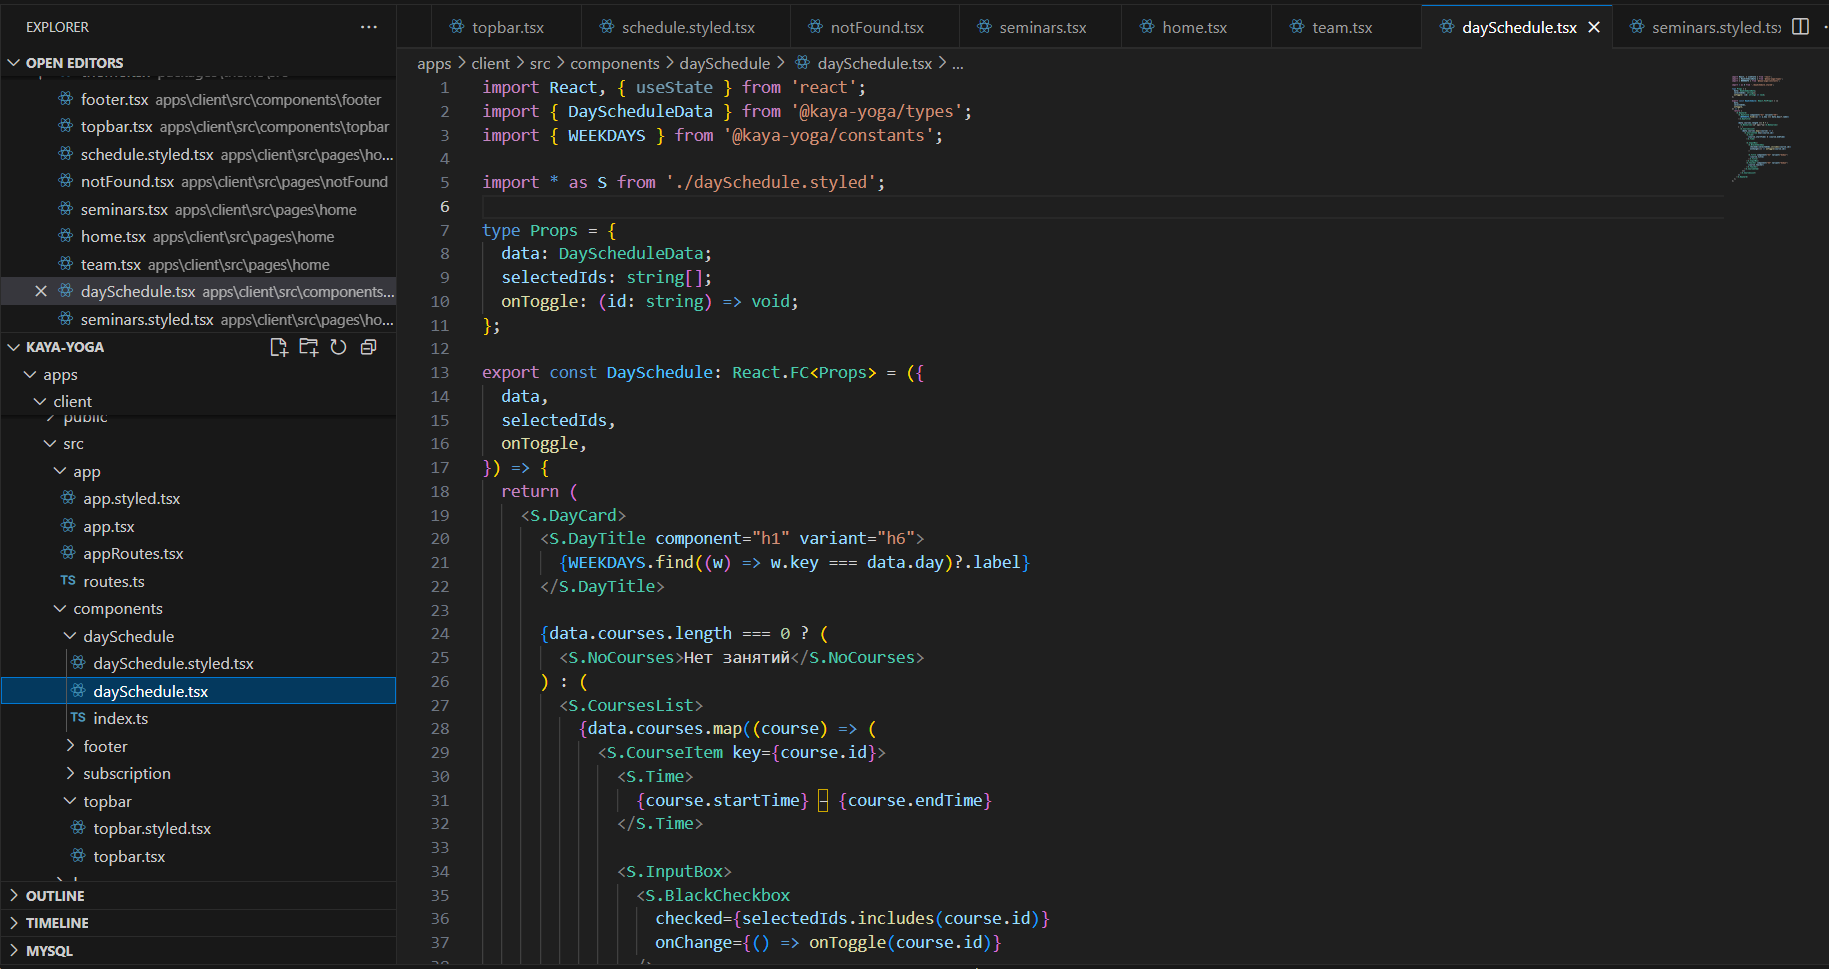 EXPLORER
OPEN EDITORS
footer.tsx apps\client\src\components\footer
topbar.tsx apps\client\src\components\topbar
schedule.styled.tsx apps\client\src\pages\ho...
notFound.tsx apps\client\src\pages\notFound
seminars.tsx apps\client\src\pages\home
home.tsx apps\client\src\pages\home
team.tsx apps\client\src\pages\home
daySchedule.tsx apps\client\src\components...
seminars.styled.tsx apps\client\src\pages\ho...
KAYA-YOGA
apps
client
public
src
app
app.styled.tsx
app.tsx
appRoutes.tsx
TS routes.ts
components
daySchedule
daySchedule.styled.tsx
daySchedule.tsx
TS index.ts
footer
subscription
topbar
topbar.styled.tsx
topbar.tsx
OUTLINE
TIMELINE
MYSQL
topbar.tsx schedule.styled.tsx notFound.tsx seminars.tsx home.tsx team.tsx daySchedule.tsx seminars.styled.tsx
apps > client > src > components > daySchedule > daySchedule.tsx > ...
1 import React, { useState } from 'react';
2 import { DayScheduleData } from '@kaya-yoga/types';
3 import { WEEKDAYS } from '@kaya-yoga/constants';
4
5 import * as S from './daySchedule.styled';
6
7 type Props = {
8 data: DayScheduleData;
9 selectedIds: string[];
10 onToggle: (id: string) => void;
11 };
12
13 export const DaySchedule: React.FC<Props> = ({
14 data,
15 selectedIds,
16 onToggle,
17 }) => {
18 return (
19 <S.DayCard>
20 <S.DayTitle component="h1" variant="h6">
21 {WEEKDAYS.find((w) => w.key === data.day)?.label}
22 </S.DayTitle>
23
24 {data.courses.length === 0 ? (
25 <S.NoCourses>Нет занятий</S.NoCourses>
26 ) : (
27 <S.CoursesList>
28 {data.courses.map((course) => (
29 <S.CourseItem key={course.id}>
30 <S.Time>
31 {course.startTime} – {course.endTime}
32 </S.Time>
33
34 <S.InputBox>
35 <S.BlackCheckbox
36 checked={selectedIds.includes(course.id)}
37 onChange={() => onToggle(course.id)}